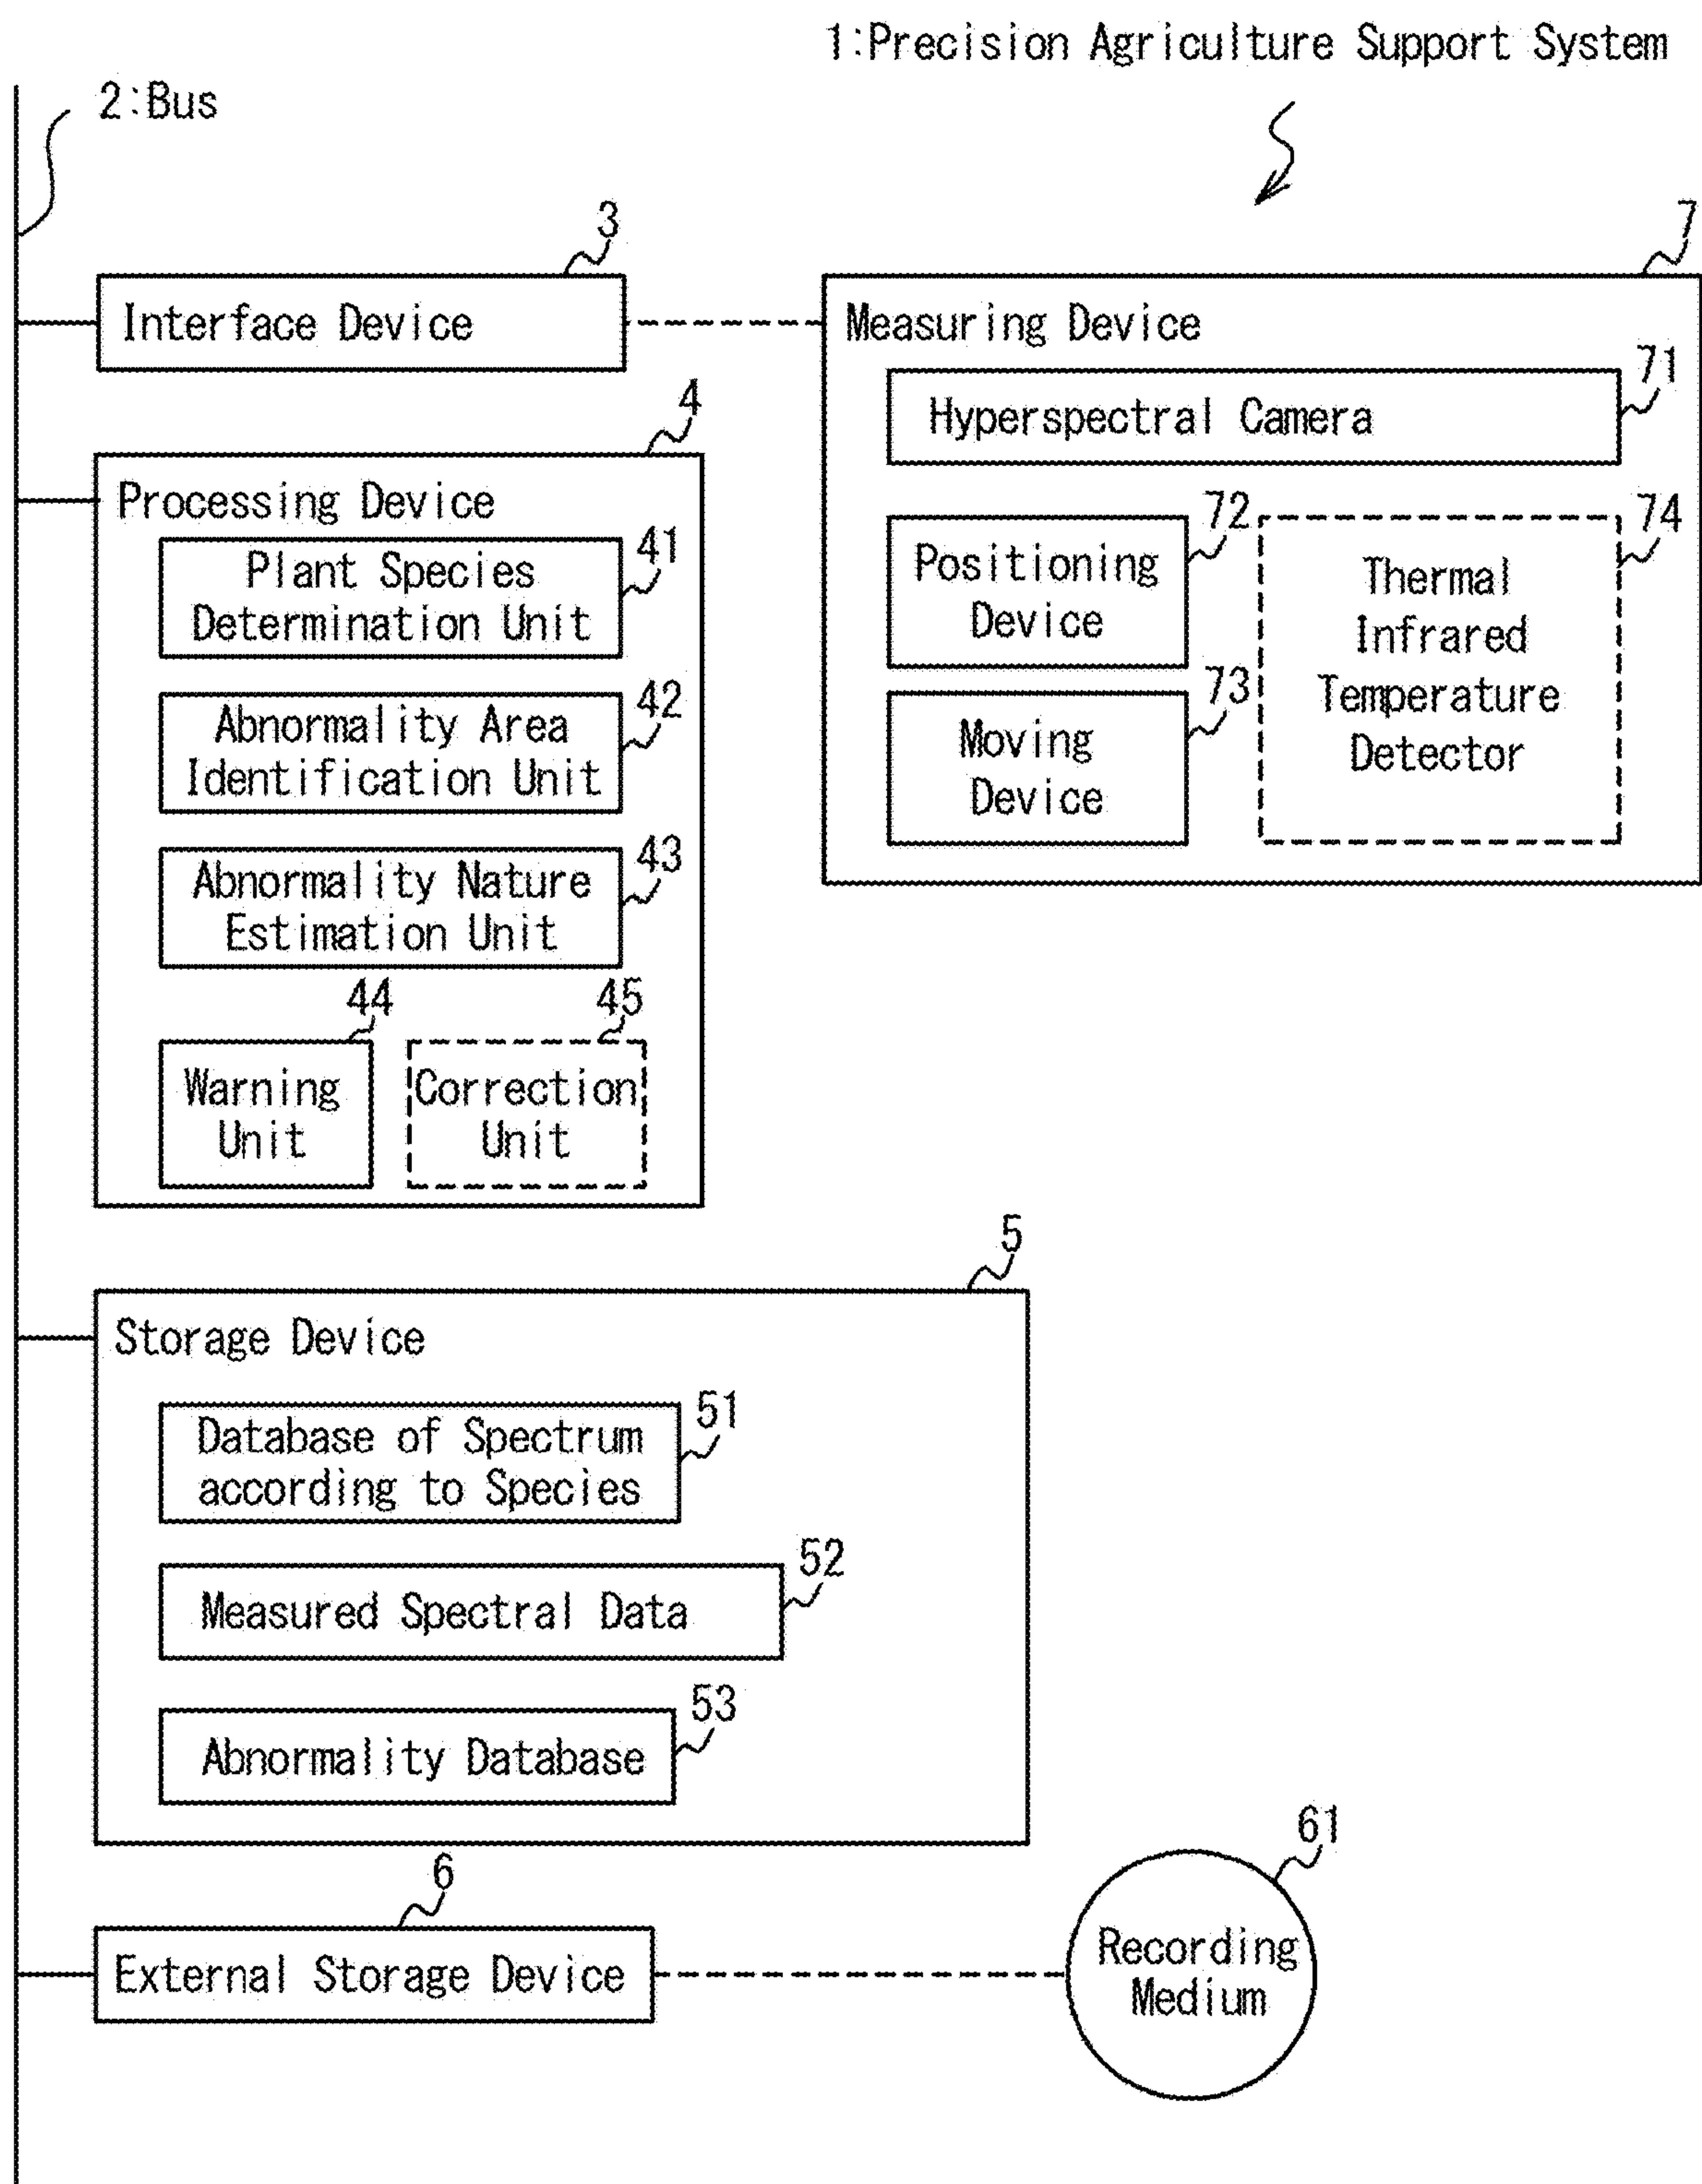 1:Precision Agriculture Support System
2:Bus
3
Interface Device
7
Measuring Device
71
Hyperspectral Camera
72
Positioning
Device
73
Moving
Device
74
Thermal
Infrared
Temperature
Detector
4
Processing Device
41
Plant Species
Determination Unit
42
Abnormality Area
Identification Unit
43
Abnormality Nature
Estimation Unit
44
Warning
Unit
45
Correction
Unit
5
Storage Device
51
Database of Spectrum
according to Species
52
Measured Spectral Data
53
Abnormality Database
6
External Storage Device
61
Recording
Medium